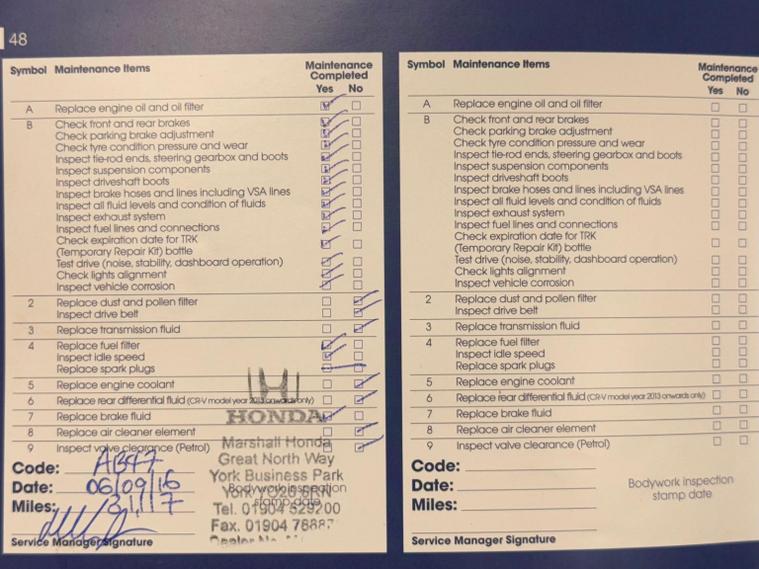 48
Symbol Maintenance Items Maintenance Completed
Yes No
A Replace engine oil and oil filter
B Check front and rear brakes
Check parking brake adjustment
Check tyre condition pressure and wear
Inspect tie-rod ends, steering gearbox and boots
Inspect suspension components
Inspect driveshaft boots
Inspect brake hoses and lines including VSA lines
Inspect all fluid levels and condition of fluids
Inspect exhaust system
Inspect fuel lines and connections
Check expiration date for TRK
(Temporary Repair Kit) bottle
Test drive (noise, stability, dashboard operation)
Check lights alignment
Inspect vehicle corrosion
2 Replace dust and pollen filter
Inspect drive belt
3 Replace transmission fluid
4 Replace fuel filter
Inspect idle speed
Replace spark plugs
5 Replace engine coolant
6 Replace rear differential fluid (CR-V model year 2013 onwards only)
7 Replace brake fluid
8 Replace air cleaner element
9 Inspect valve clearance (Petrol)
Code: AB47
Date: 06/09/16
Miles:
Service Manager Signature
HONDA
Marshall Honda
Great North Way
York Business Park
York
Bodywork inspection
stamp date
Tel. 01904 529200
Fax. 01904
Symbol Maintenance Items Maintenance Completed
Yes No
A Replace engine oil and oil filter
B Check front and rear brakes
Check parking brake adjustment
Check tyre condition pressure and wear
Inspect tie-rod ends, steering gearbox and boots
Inspect suspension components
Inspect driveshaft boots
Inspect brake hoses and lines including VSA lines
Inspect all fluid levels and condition of fluids
Inspect exhaust system
Inspect fuel lines and connections
Check expiration date for TRK
(Temporary Repair Kit) bottle
Test drive (noise, stability, dashboard operation)
Check lights alignment
Inspect vehicle corrosion
2 Replace dust and pollen filter
Inspect drive belt
3 Replace transmission fluid
4 Replace fuel filter
Inspect idle speed
Replace spark plugs
5 Replace engine coolant
6 Replace rear differential fluid (CR-V model year 2013 onwards only)
7 Replace brake fluid
8 Replace air cleaner element
9 Inspect valve clearance (Petrol)
Code:
Date:
Miles:
Bodywork inspection
stamp date
Service Manager Signature